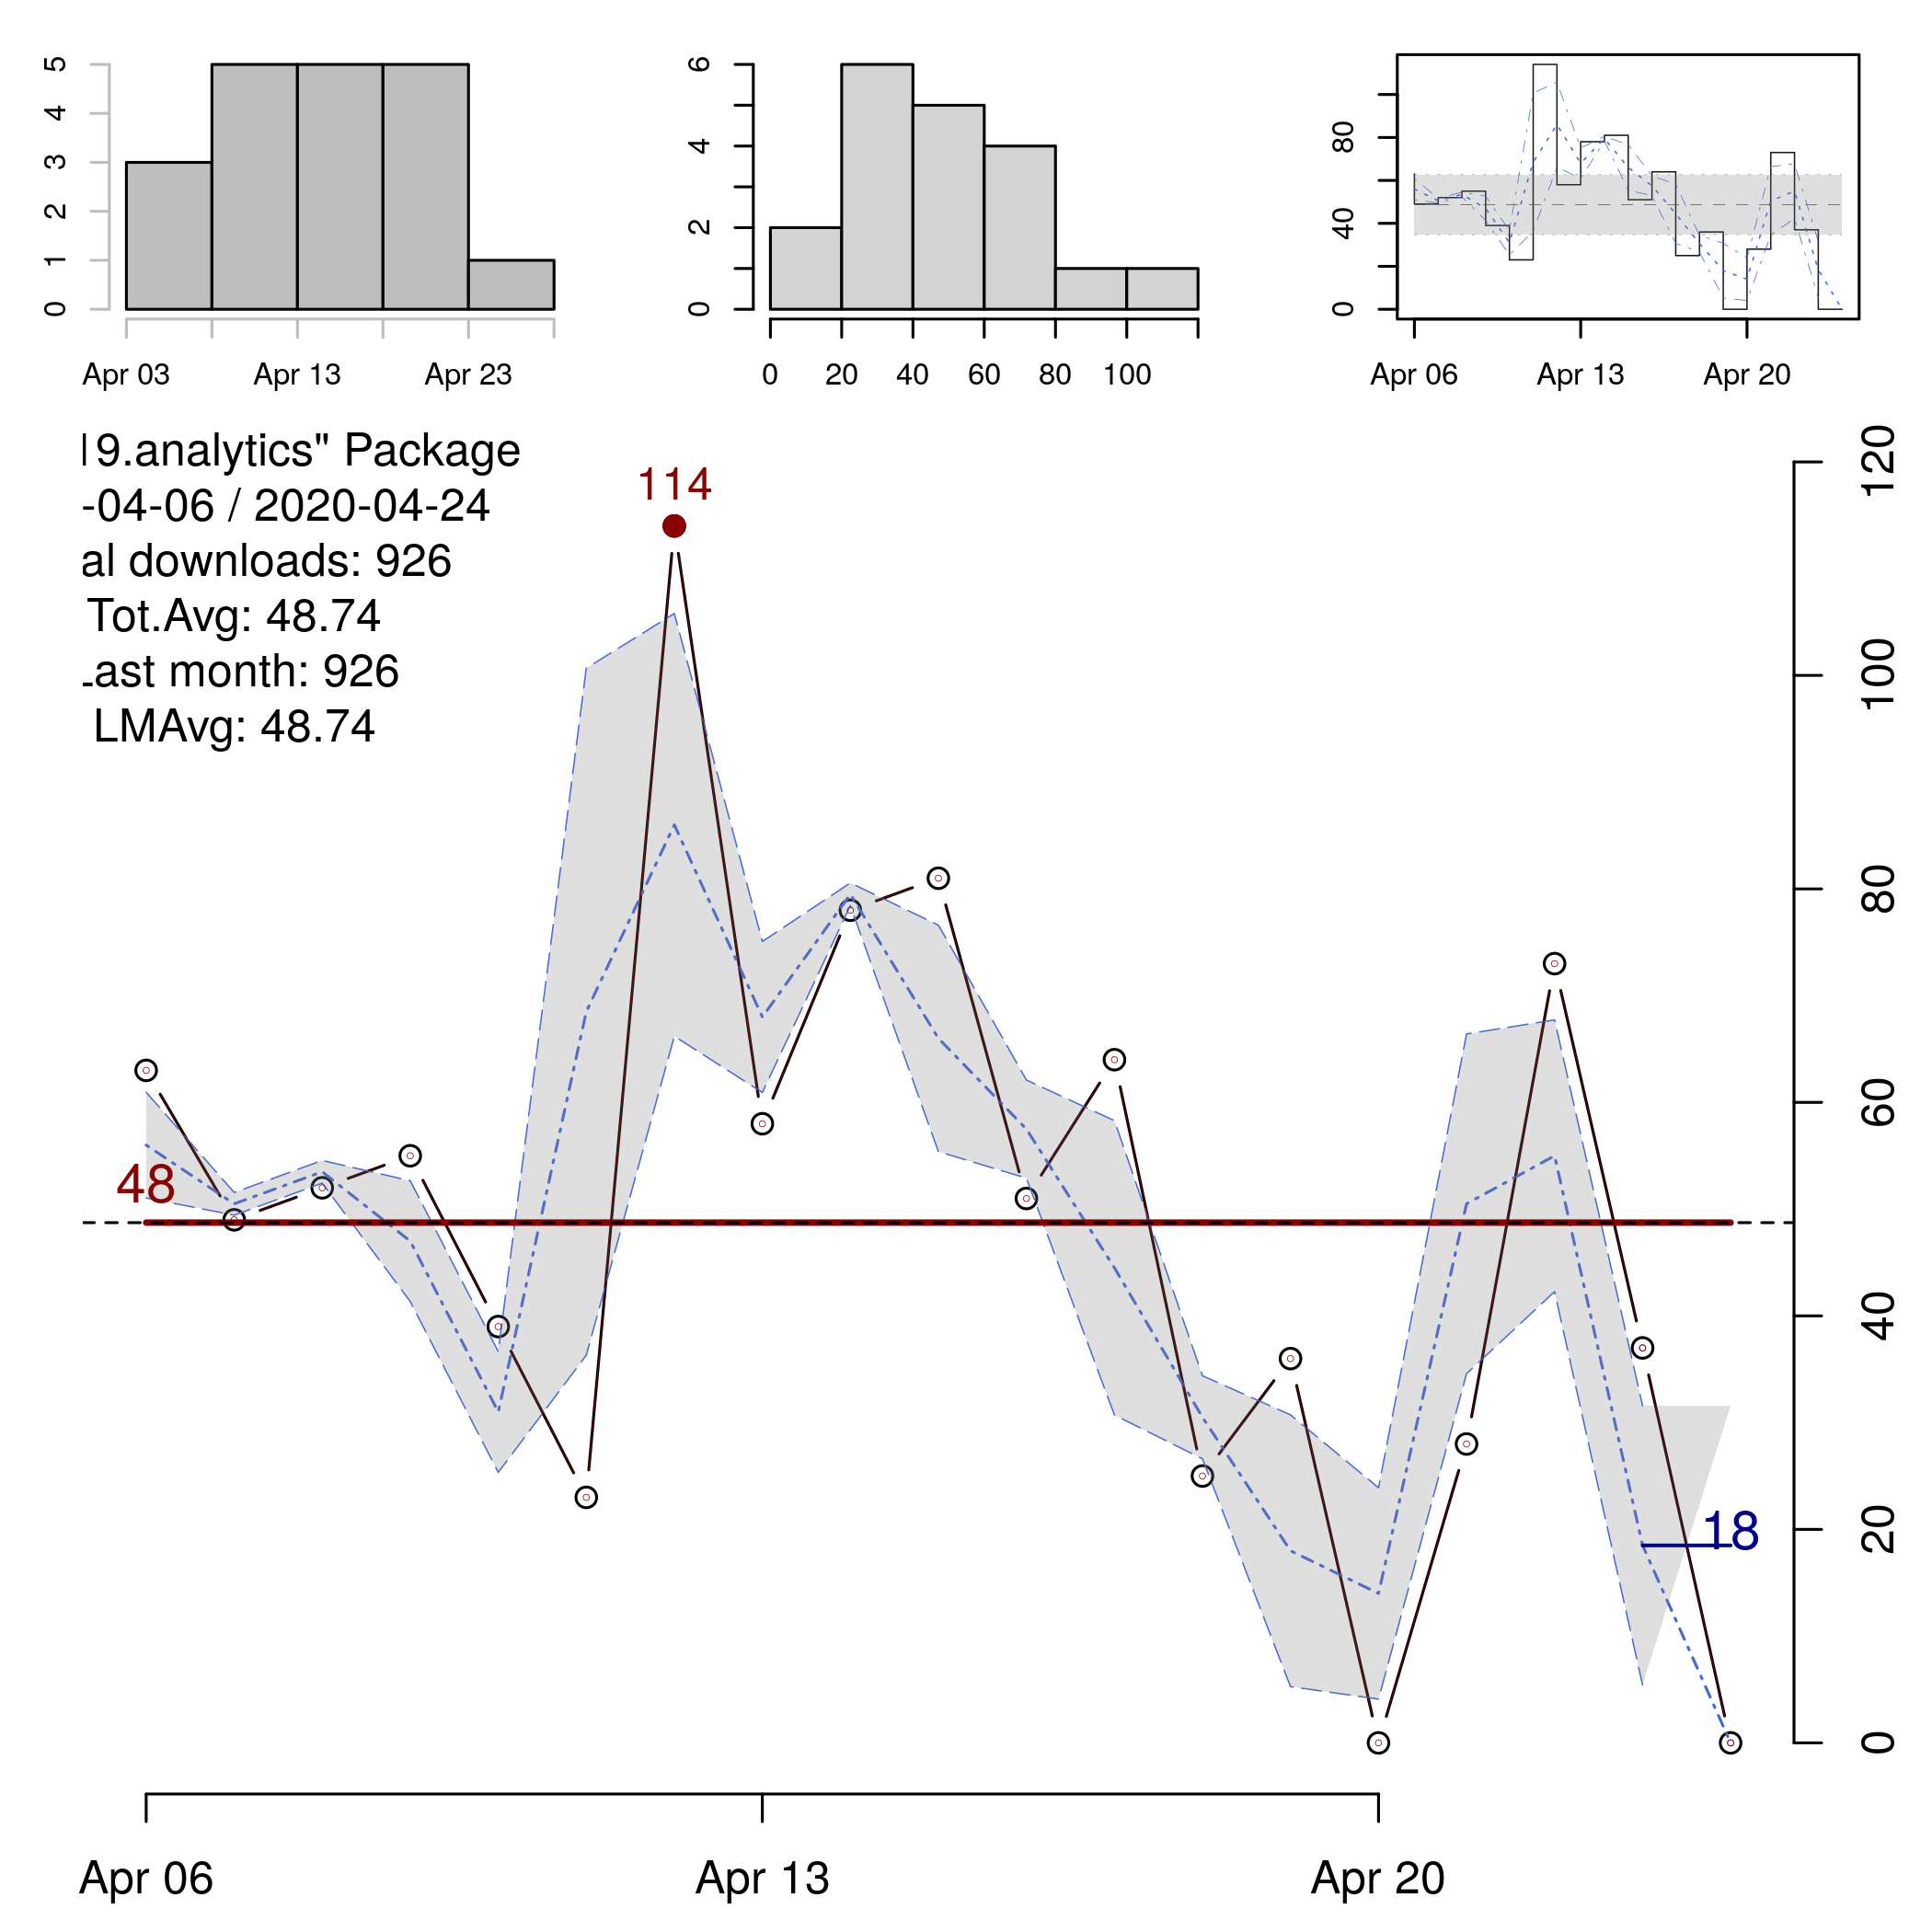 5
4
3
2
1
0
Apr 03 Apr 13 Apr 23
6
4
2
0
0 20 40 60 80 100
80
40
0
Apr 06 Apr 13 Apr 20
9.analytics" Package
-04-06 / 2020-04-24
al downloads: 926
Tot.Avg: 48.74
ast month: 926
LMAvg: 48.74
114
48
18
120
100
80
60
40
20
0
Apr 06 Apr 13 Apr 20